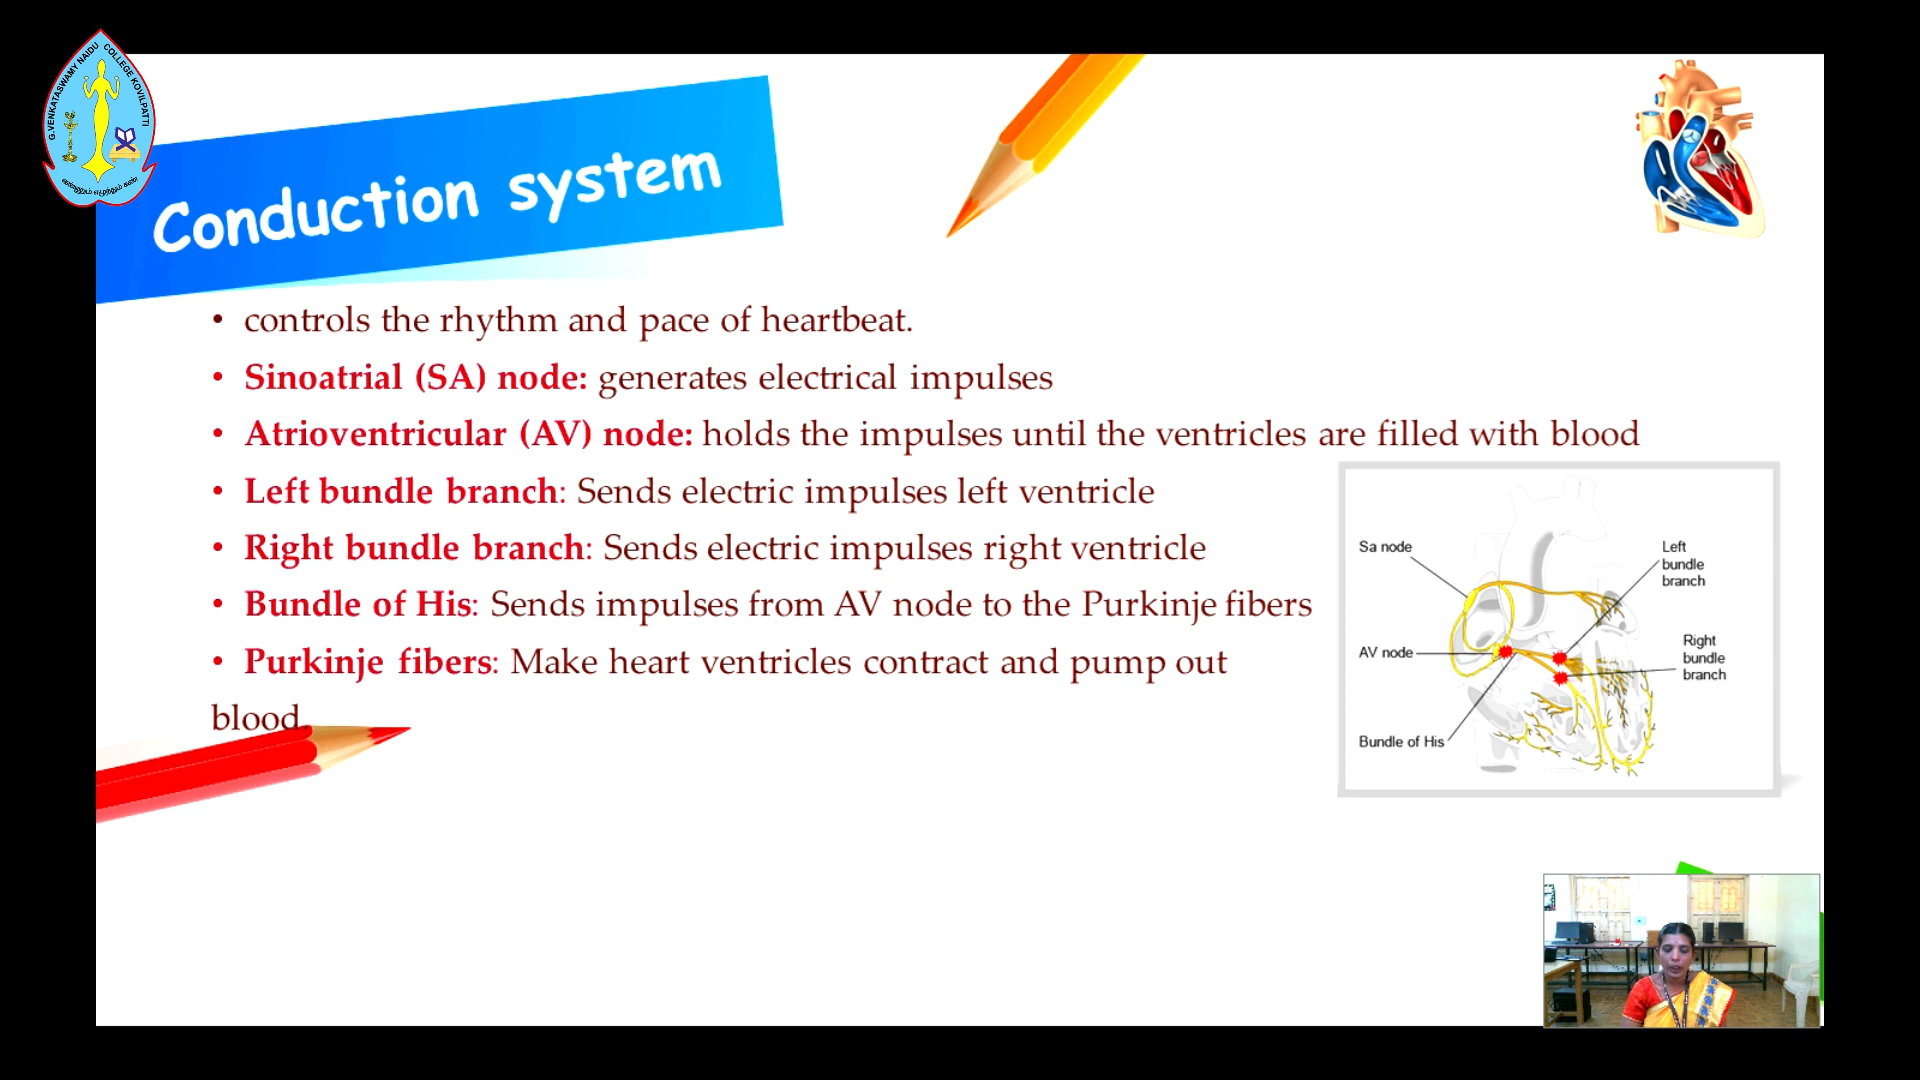 G.VENKATASWAMY NAIDU COLLEGE KOVILPATTI
Conduction system
• controls the rhythm and pace of heartbeat.
• Sinoatrial (SA) node: generates electrical impulses
• Atrioventricular (AV) node: holds the impulses until the ventricles are filled with blood
• Left bundle branch: Sends electric impulses left ventricle
• Right bundle branch: Sends electric impulses right ventricle
• Bundle of His: Sends impulses from AV node to the Purkinje fibers
• Purkinje fibers: Make heart ventricles contract and pump out
blood.
Sa node
Left
bundle
branch
AV node
Right
bundle
branch
Bundle of His